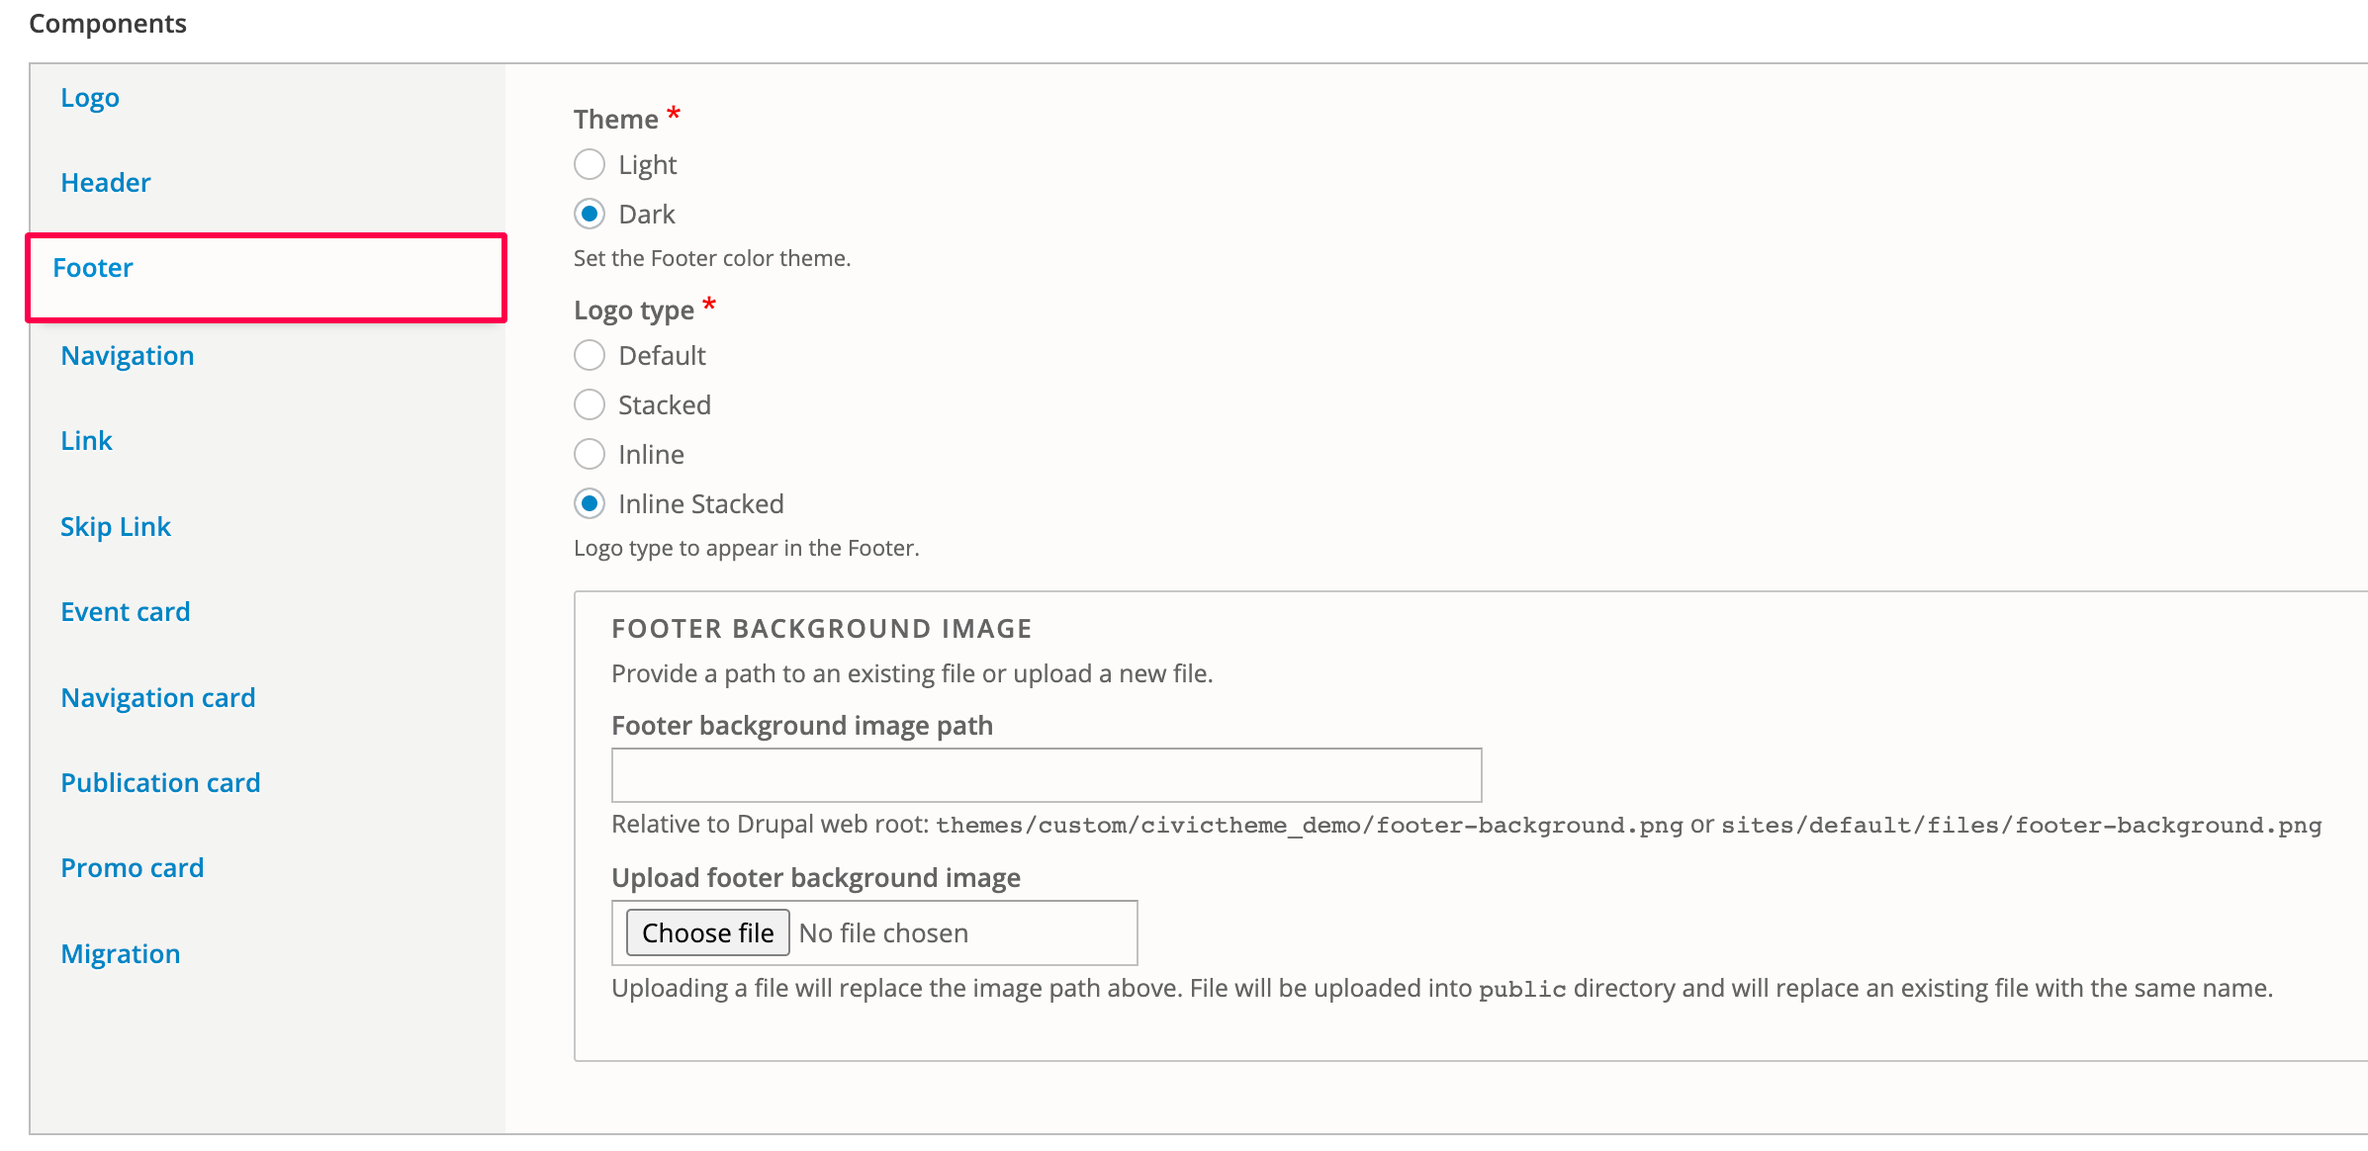 Components
Logo
Header
Footer
Navigation
Link
Skip Link
Event card
Navigation card
Publication card
Promo card
Migration
Theme *
Light
Dark
Set the Footer color theme.
Logo type *
Default
Stacked
Inline
Inline Stacked
Logo type to appear in the Footer.
FOOTER BACKGROUND IMAGE
Provide a path to an existing file or upload a new file.
Footer background image path
Relative to Drupal web root: themes/custom/civictheme_demo/footer-background.png or sites/default/files/footer-background.png
Upload footer background image
Choose file No file chosen
Uploading a file will replace the image path above. File will be uploaded into public directory and will replace an existing file with the same name.